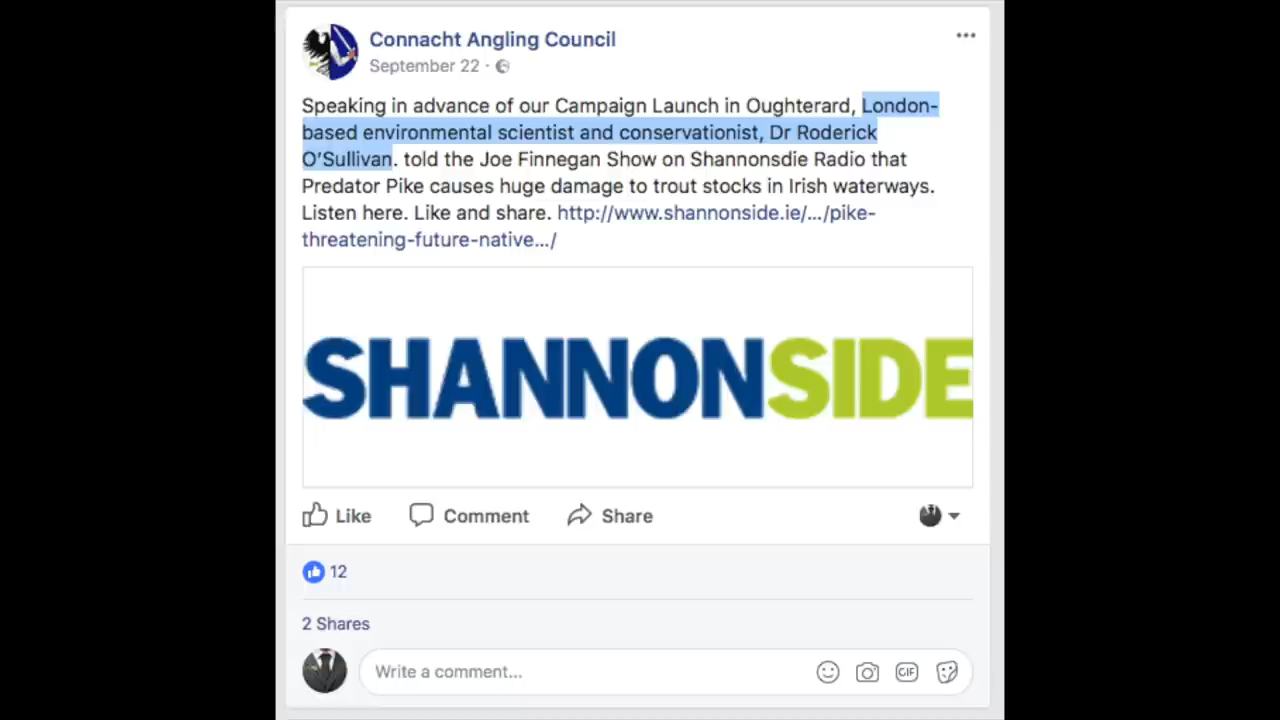 Connacht Angling Council
September 22 ·
Speaking in advance of our Campaign Launch in Oughterard, London-
based environmental scientist and conservationist, Dr Roderick
O'Sullivan. told the Joe Finnegan Show on Shannonsdie Radio that
Predator Pike causes huge damage to trout stocks in Irish waterways.
Listen here. Like and share. http://www.shannonside.ie/.../pike-
threatening-future-native.../
SHANNONSIDE
Like Comment Share
12
2 Shares
Write a comment... GIF